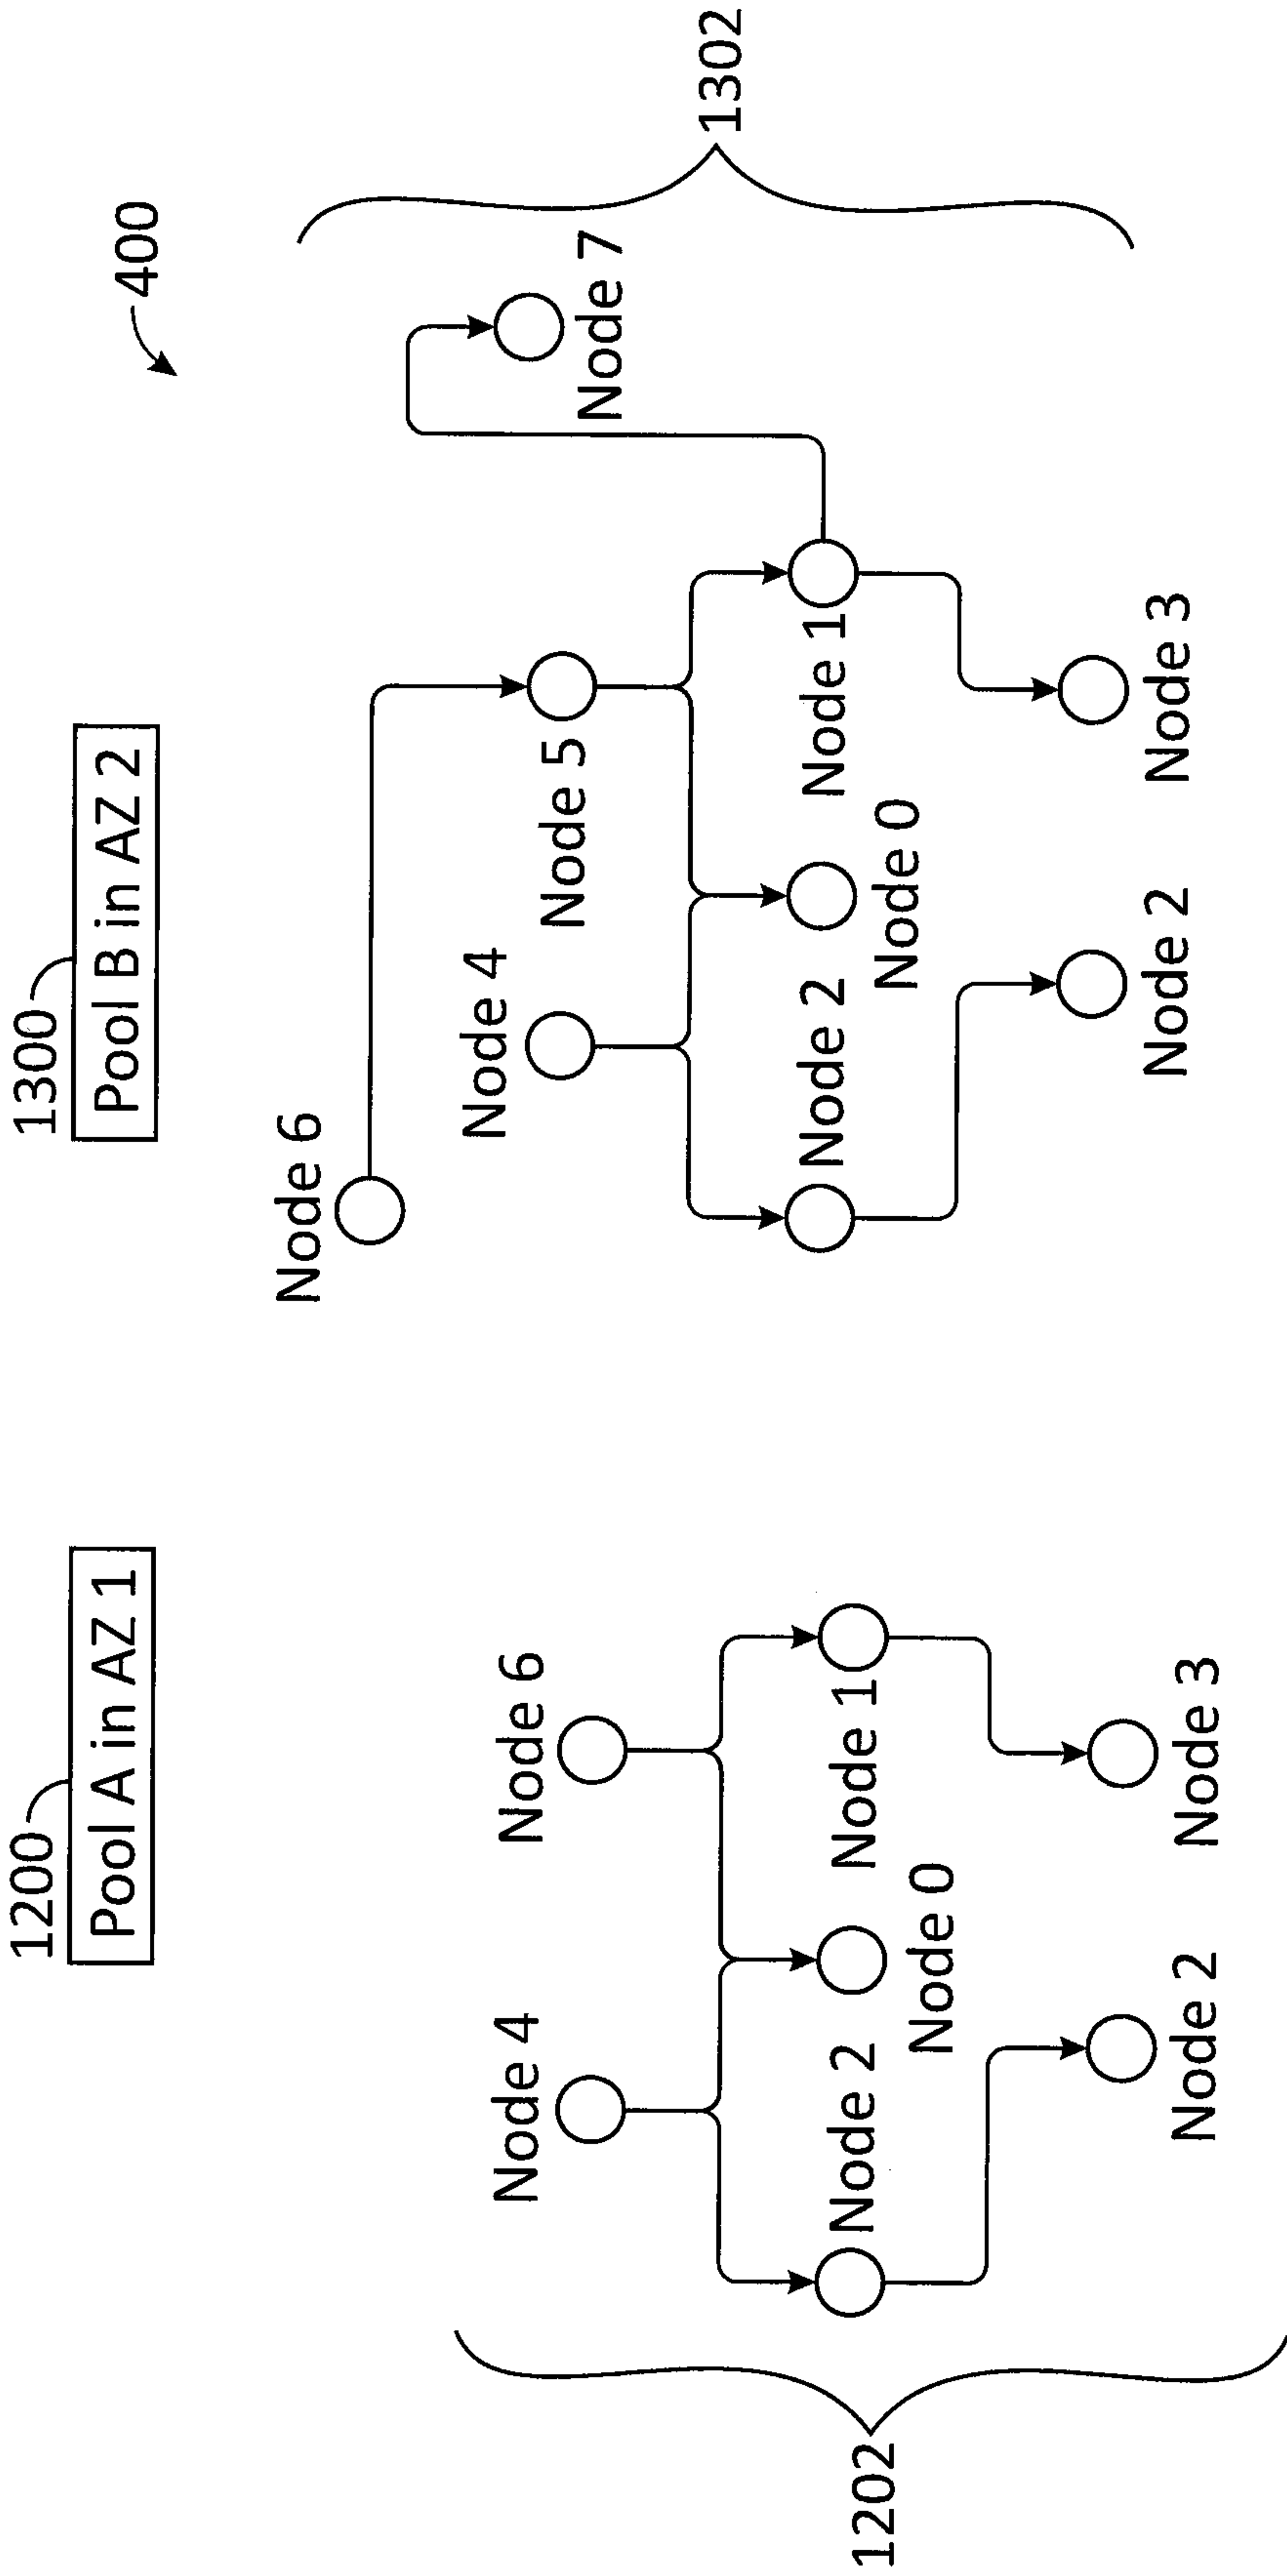 400
1200
Pool A in AZ 1
1300
Pool B in AZ 2
Node 4
Node 6
Node 2
Node 0
Node 1
Node 2
Node 3
1202
Node 6
Node 4
Node 5
Node 7
Node 2
Node 0
Node 1
Node 2
Node 3
1302